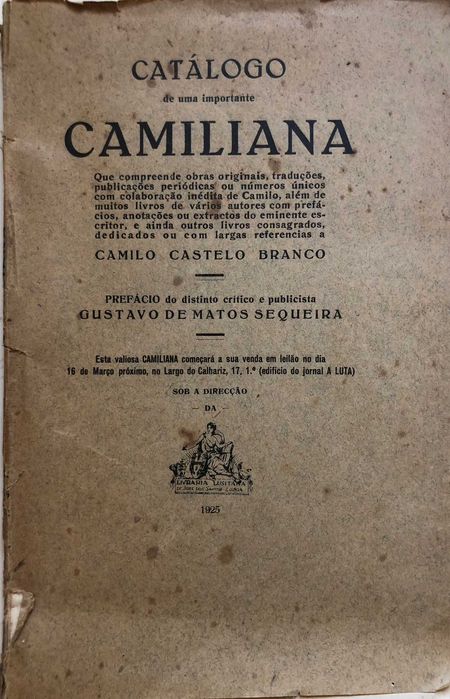 CATÁLOGO
de uma importante
CAMILIANA
Que compreende obras originais, traduções,
publicações periódicas ou números únicos
com colaboração inédita de Camilo, além de
muitos livros de vários autores com prefá-
cios, anotações ou extractos do eminente es-
critor, e ainda outros livros consagrados,
dedicados ou com largas referencias a
CAMILO CASTELO BRANCO
PREFÁCIO do distinto critico e publicista
GUSTAVO DE MATOS SEQUEIRA
Esta valiosa CAMILIANA começará a sua venda em leilão no dia
16 de Março próximo, no Largo do Calhariz, 17, 1.º (edificio do jornal A LUTA)
SOB A DIRECÇÃO
— DA —
LIVRARIA LUSITANA
1925